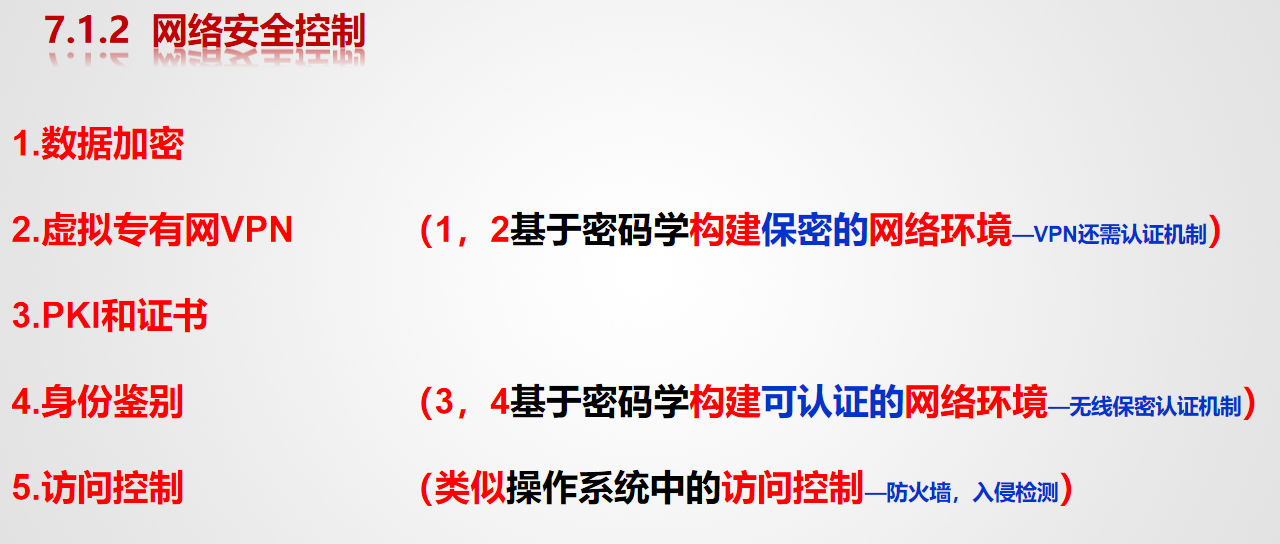 7.1.2 网络安全控制
1.数据加密
2.虚拟专有网VPN （1，2基于密码学构建保密的网络环境—VPN还需认证机制）
3.PKI和证书
4.身份鉴别 （3，4基于密码学构建可认证的网络环境—无线保密认证机制）
5.访问控制 （类似操作系统中的访问控制—防火墙，入侵检测）